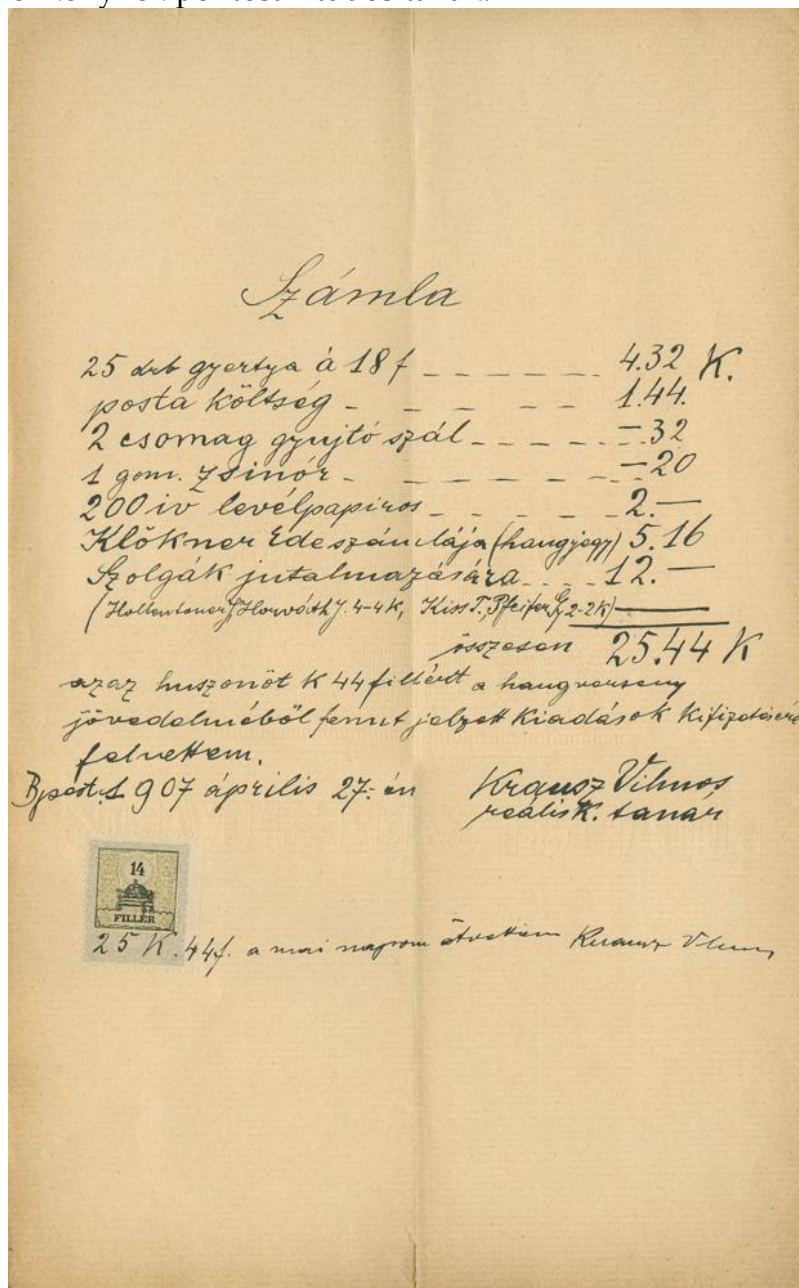 Számla
25 drb gyertya á 18 f _ _ _ _ _ . 4.32 K.
posta költség - _ _ _ _ _ 1.44.
2 csomag gyujtó szál _ _ _ _ _ . — 32
1 gom. zsinór - _ _ _ _ . . — 20
200 iv levélpapiros _ _ _ _ _ 2. —
Klökner Ede számlája (hangjegy) 5.16
Szolgák jutalmazására _ . . . 12. —
(Hollentoner J, Horváth J. 4-4 K, Kiss T., Pfeifer Gy, 2-2 K)
összesen 25.44 K
azaz huszonöt K 44 fillért a hangverseny
jövedelméből fennt jelzett kiadások kifizetésére
felvettem.
Bpest. 1907 április 27.-én Krausz Vilmos
reálisk. tanár
14
FILLÉR
25 K. 44 f. a mai napon átvettem Krausz Vilmos